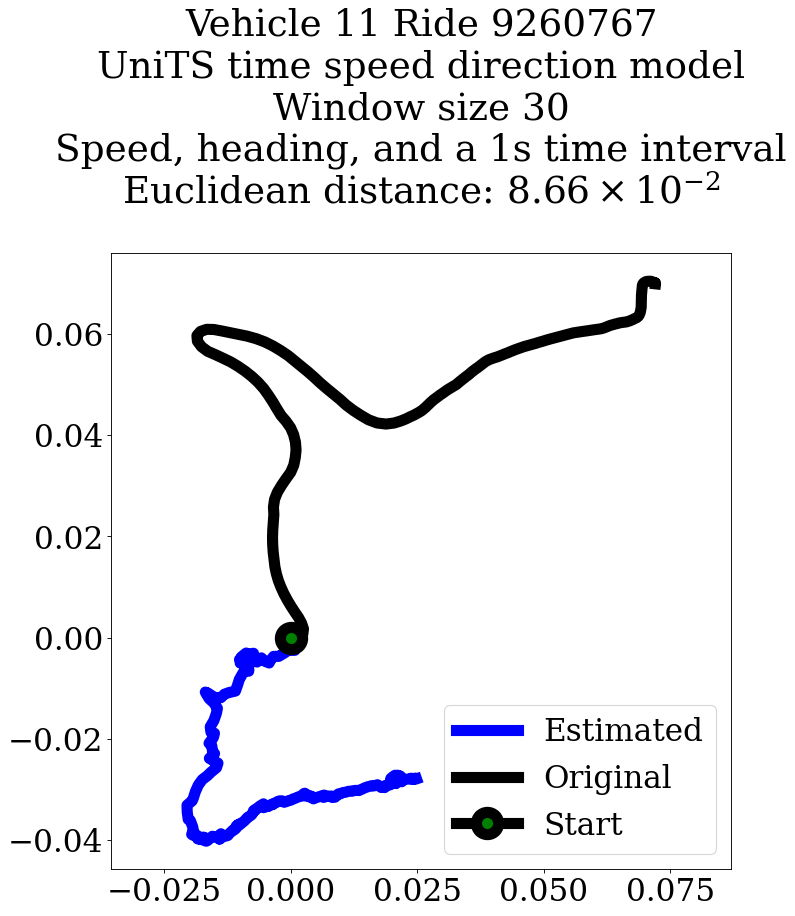 Vehicle 11 Ride 9260767
UniTS time speed direction model
Window size 30
Speed, heading, and a 1s time interval
Euclidean distance: 8.66 × 10⁻²
0.06
0.04
0.02
0.00
−0.02
−0.04
Estimated
Original
Start
−0.025 0.000 0.025 0.050 0.075